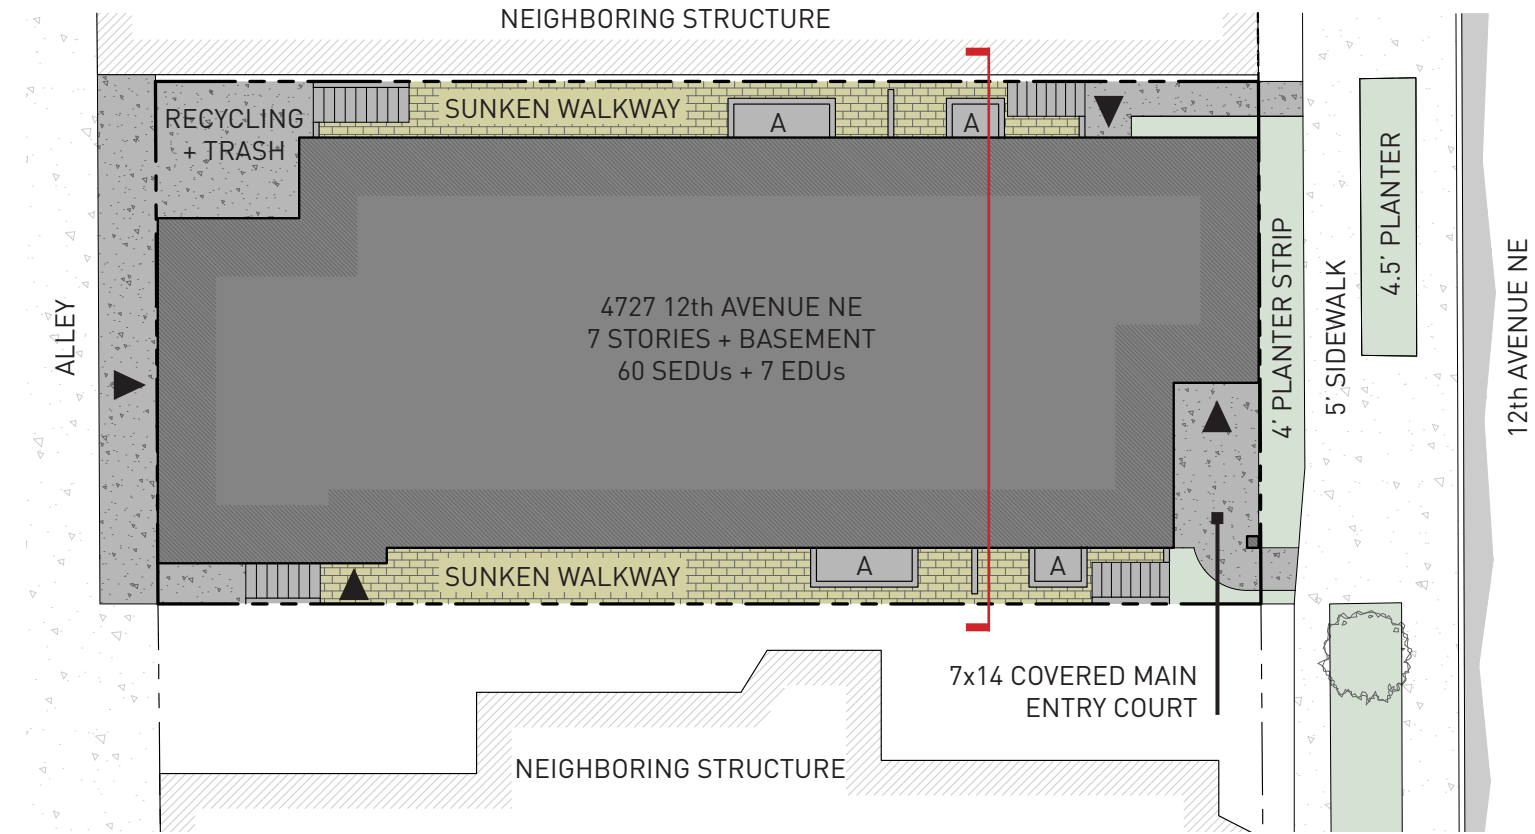 NEIGHBORING STRUCTURE
RECYCLING
+ TRASH
SUNKEN WALKWAY
A
A
ALLEY
4727 12th AVENUE NE
7 STORIES + BASEMENT
60 SEDUs + 7 EDUs
4' PLANTER STRIP
5' SIDEWALK
4.5' PLANTER
12th AVENUE NE
SUNKEN WALKWAY
A
A
7x14 COVERED MAIN
ENTRY COURT
NEIGHBORING STRUCTURE